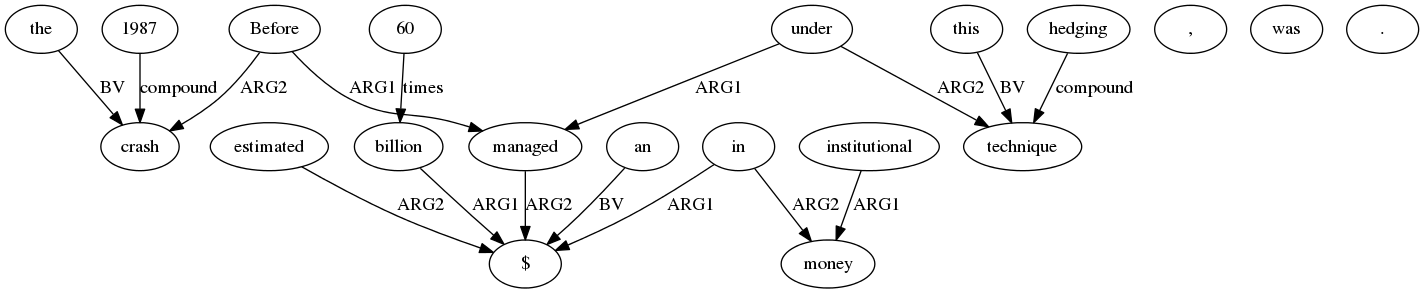 the 1987 Before 60 under this hedging , was .
BV compound ARG2 ARG1 times ARG1 ARG2 BV compound
crash estimated billion managed an in institutional technique
ARG2 ARG1 ARG2 BV ARG1 ARG2 ARG1
$ money